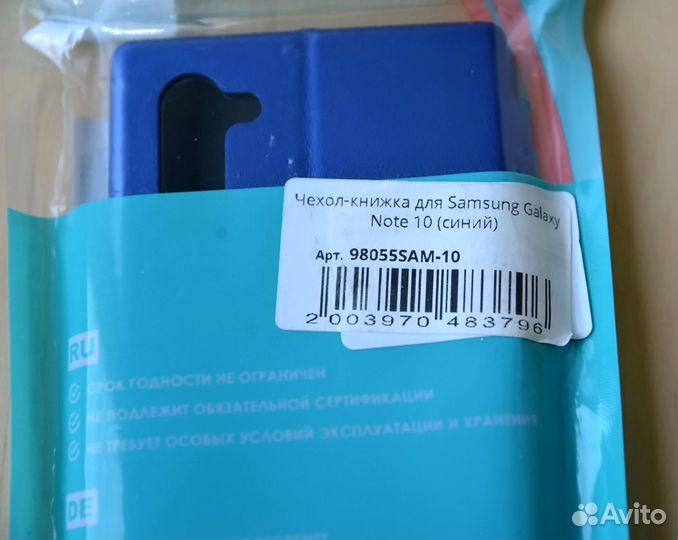 Чехол-книжка для Samsung Galaxy
Note 10 (синий)
Арт. 98055SAM-10
2 003970 483796
RU
СРОК ГОДНОСТИ НЕ ОГРАНИЧЕН
НЕ ПОДЛЕЖИТ ОБЯЗАТЕЛЬНОЙ СЕРТИФИКАЦИИ
НЕ ТРЕБУЕТ ОСОБЫХ УСЛОВИЙ ЭКСПЛУАТАЦИИ И ХРАНЕНИЯ
DE
Avito